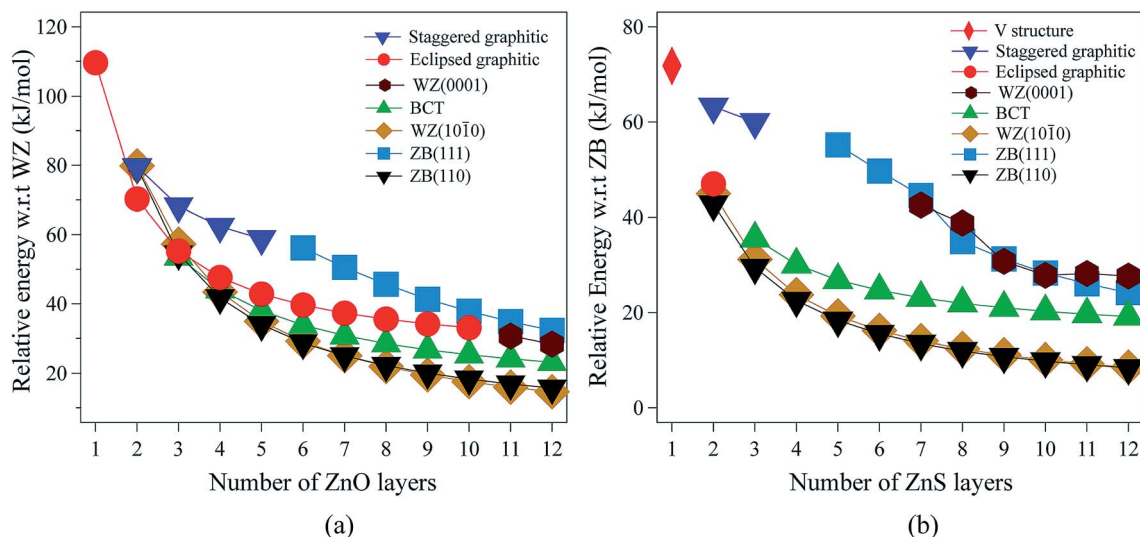 Relative energy w.r.t WZ (kJ/mol)
120
100
80
60
40
20
Staggered graphitic
Eclipsed graphitic
WZ(0001)
BCT
WZ(101̄0)
ZB(111)
ZB(110)
1 2 3 4 5 6 7 8 9 10 11 12
Number of ZnO layers
(a)
Relative Energy w.r.t ZB (kJ/mol)
80
60
40
20
0
V structure
Staggered graphitic
Eclipsed graphitic
WZ(0001)
BCT
WZ(101̄0)
ZB(111)
ZB(110)
1 2 3 4 5 6 7 8 9 10 11 12
Number of ZnS layers
(b)